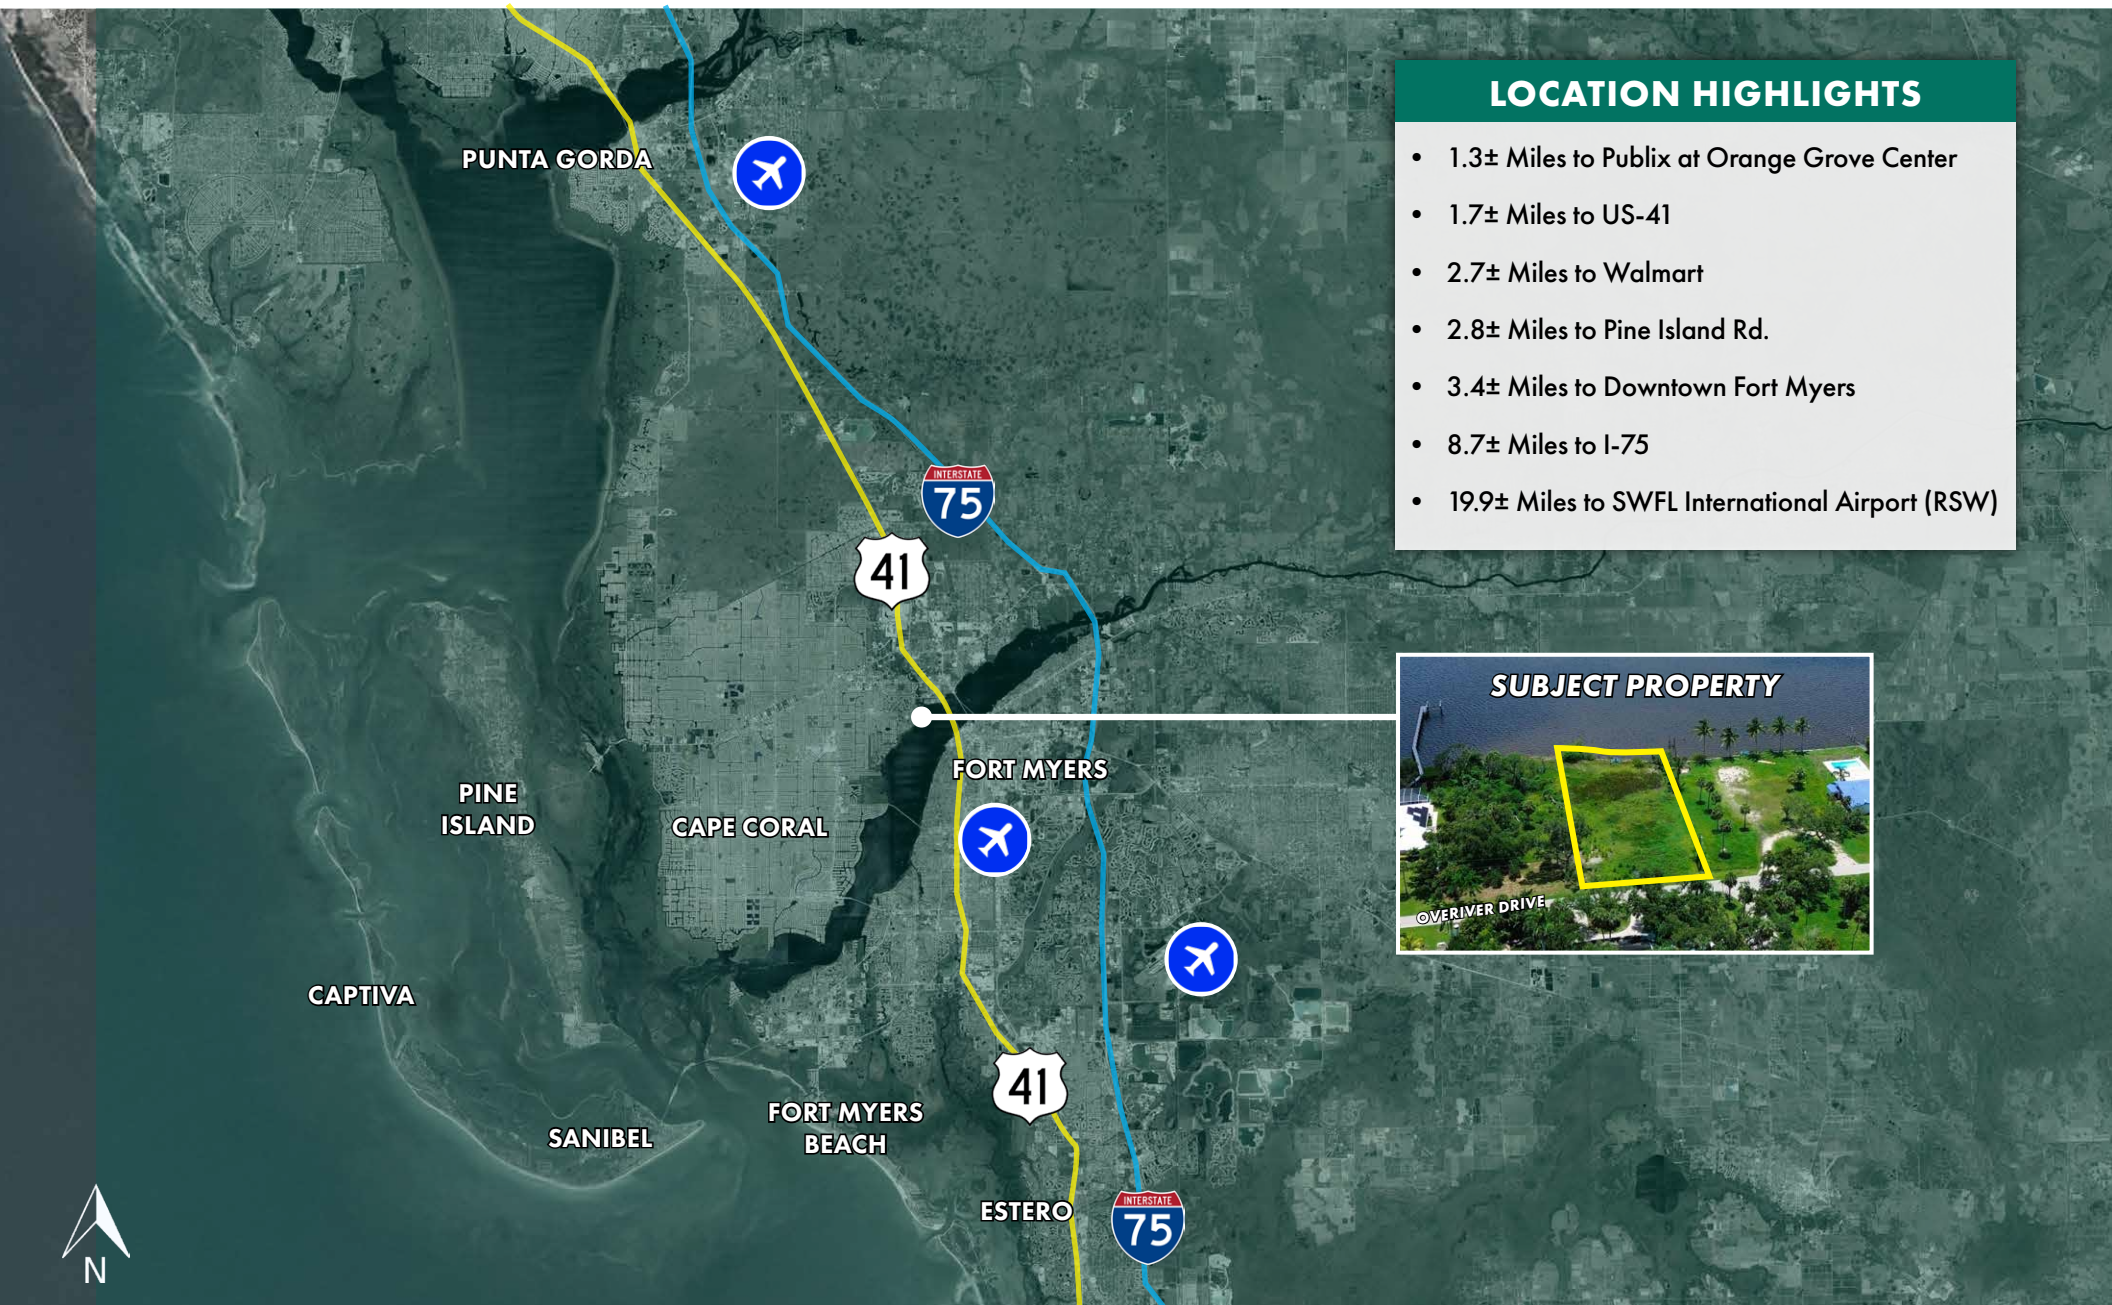 LOCATION HIGHLIGHTS
• 1.3± Miles to Publix at Orange Grove Center
• 1.7± Miles to US-41
• 2.7± Miles to Walmart
• 2.8± Miles to Pine Island Rd.
• 3.4± Miles to Downtown Fort Myers
• 8.7± Miles to I-75
• 19.9± Miles to SWFL International Airport (RSW)
PUNTA GORDA
INTERSTATE
75
41
SUBJECT PROPERTY
OVERIVER DRIVE
FORT MYERS
PINE
ISLAND
CAPE CORAL
CAPTIVA
41
FORT MYERS
BEACH
SANIBEL
ESTERO
INTERSTATE
75
N